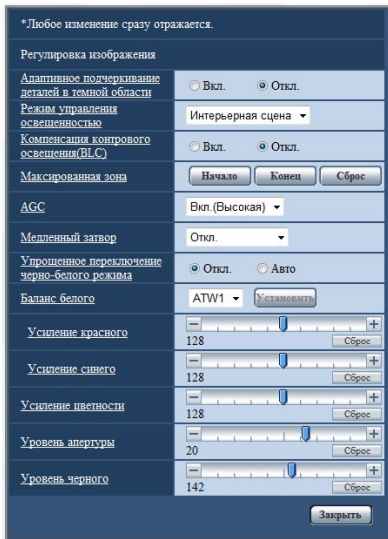 *Любое изменение сразу отражается.
Регулировка изображения
Адаптивное подчеркивание
деталей в темной области
Вкл. Откл.
Режим управления
освещенностью
Интерьерная сцена
Компенсация контрового
освещения(BLC)
Вкл. Откл.
Максированная зона
Начало Конец Сброс
AGC
Вкл.(Высокая)
Медленный затвор
Откл.
Упрошенное переключение
черно-белого режима
Откл. Авто
Баланс белого
ATW1 Установить
Усиление красного
128 Сброс
Усиление синего
128 Сброс
Усиление цветности
128 Сброс
Уровень апертуры
20 Сброс
Уровень черного
142 Сброс
Закрыть